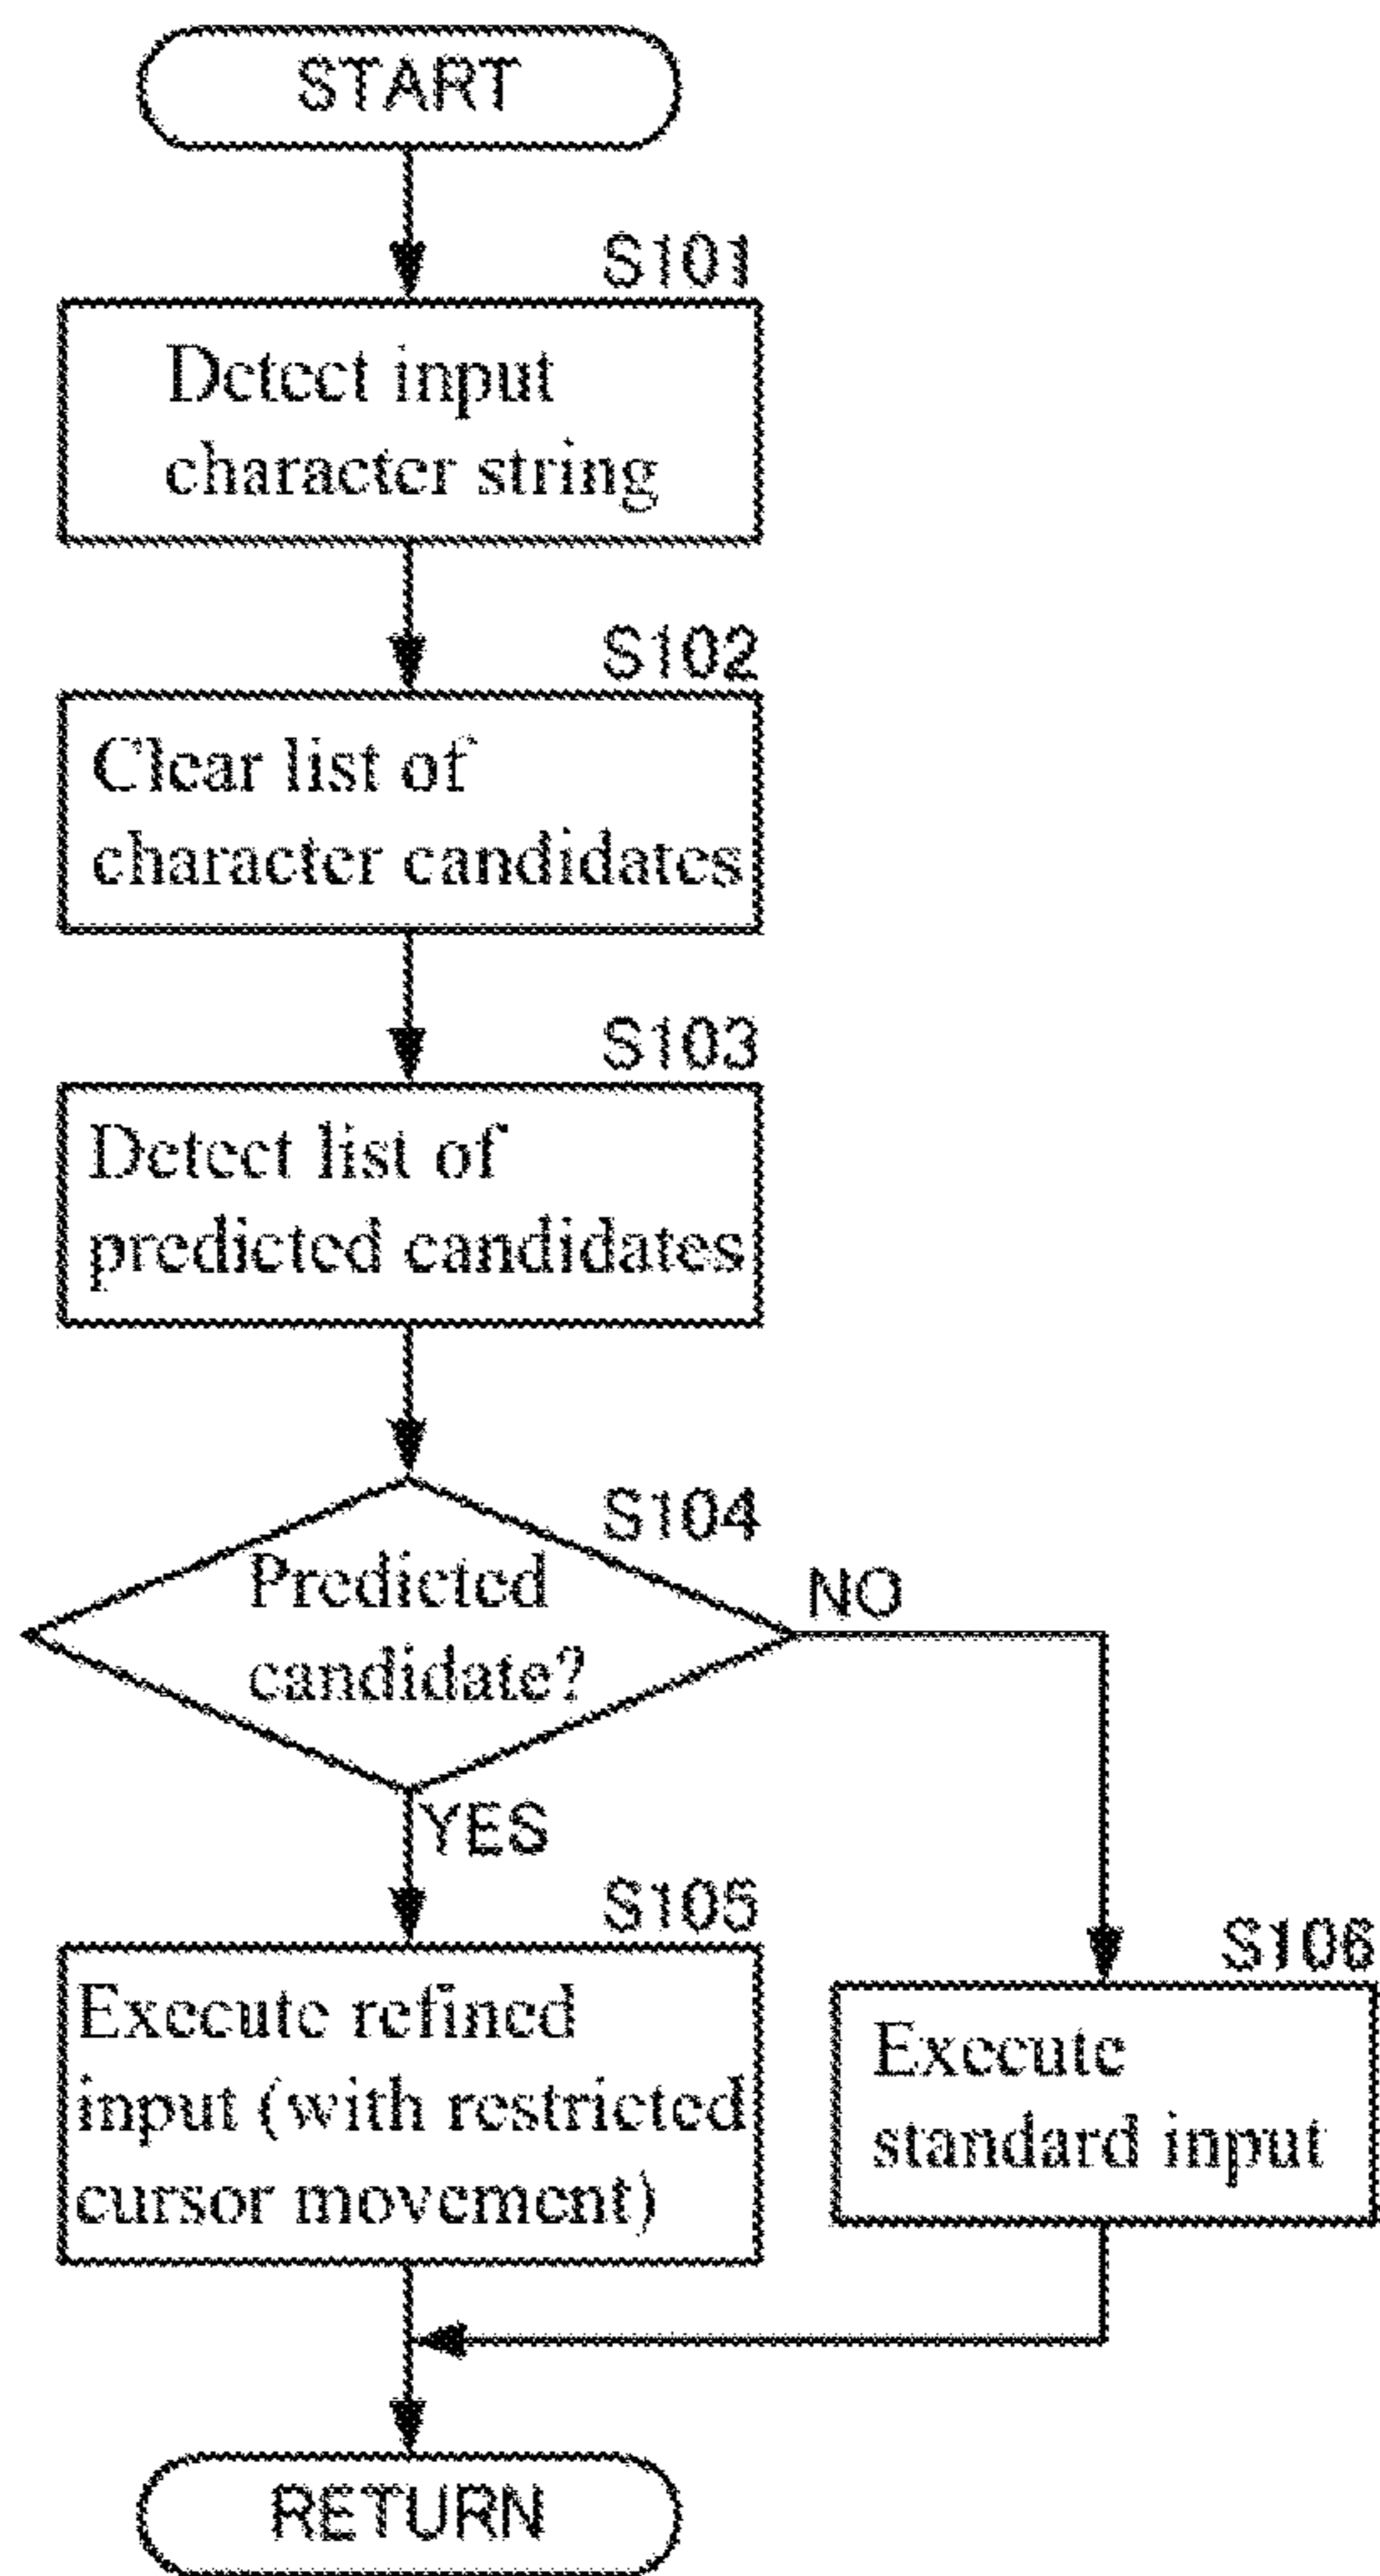 START
S101
Detect input
character string
S102
Clear list of
character candidates
S103
Detect list of
predicted candidates
S104
Predicted
candidate?
NO
YES
S105
Execute refined
input (with restricted
cursor movement)
S106
Execute
standard input
RETURN